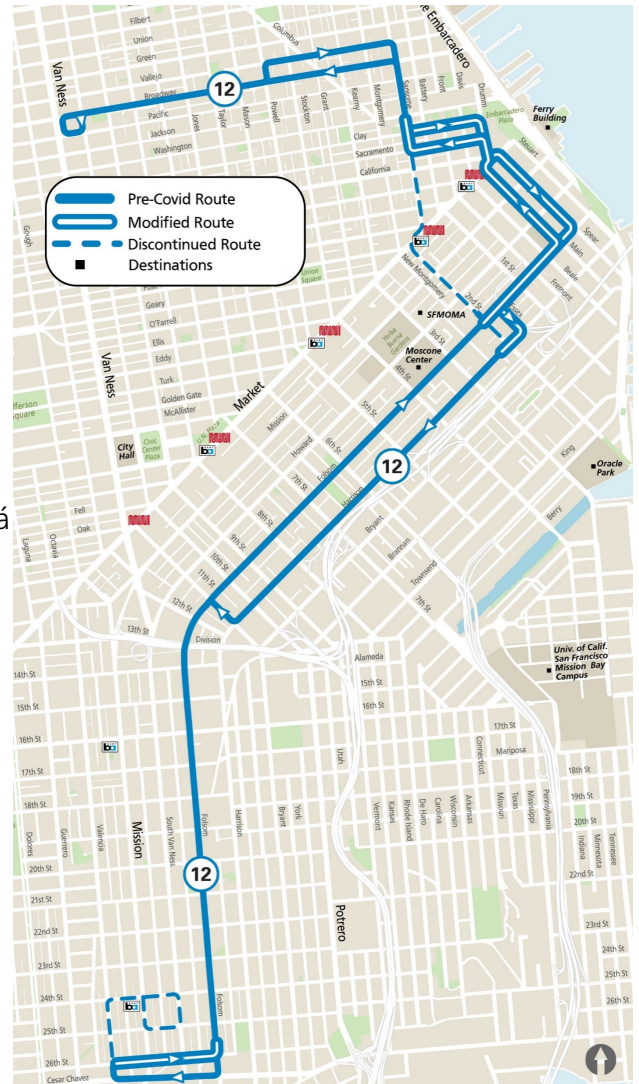 Filbert
Union
Green
Vallejo
Broadway
Pacific
Jackson
Washington
Van Ness
Gough
Columbus
The Embarcadero
12
Jones
Taylor
Mason
Powell
Stockton
Grant
Kearny
Montgomery
Sansome
Battery
Front
Davis
Drumm
Embarcadero
Plaza
Ferry
Building
Steuart
Clay
Sacramento
California
Pre-Covid Route
Modified Route
Discontinued Route
Destinations
Spear
Main
Beale
Fremont
1st St
Essex
2nd St
New Montgomery
Union
Square
Post
Geary
O'Farrell
Ellis
Eddy
Turk
Golden Gate
McAllister
SFMOMA
Yerba
Buena
Gardens
3rd St
Moscone
Center
4th St
5th St
Van Ness
Market
Mission
Howard
6th St
Folsom
7th St
Harrison
12
Jefferson
Square
City
Hall
Civic
Center
Plaza
U.N. Plaza
King
Oracle
Park
Berry
Bryant
Brannan
Townsend
7th St
8th St
9th St
10th St
11th St
12th St
13th St
Division
á
Fell
Oak
Laguna
Octavia
Alameda
15th St
16th St
Univ. of Calif.
San Francisco
Mission Bay
Campus
14th St
15th St
16th St
17th St
18th St
17th St
Mariposa
18th St
19th St
20th St
22nd St
Dolores
Guerrero
Valencia
Mission
South Van Ness
Folsom
Harrison
Bryant
York
Utah
Vermont
Kansas
Rhode Island
De Haro
Carolina
Wisconsin
Arkansas
Connecticut
Missouri
Texas
Mississippi
Pennsylvania
Indiana
Minnesota
Tennessee
20th St
21st St
22nd St
23rd St
24th St
25th St
26th St
Cesar Chavez
12
Folsom
Potrero
23rd St
24th St
25th St
26th St